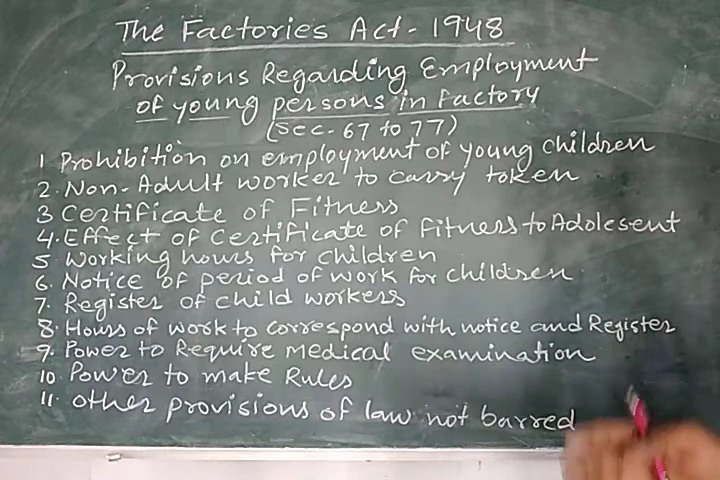 The Factories Act - 1948
Provisions Regarding Employment
of young persons in factory
(Sec. 67 to 77)
1 Prohibition on employment of young children
2. Non-Adult worker to carry token
3 Certificate of Fitness
4. Effect of Certificate of fitness to Adolesent
5 Working hours for children
6. Notice of period of work for children
7. Register of child workers
8. Hours of work to correspond with notice and Register
9. Power to Require medical examination
10 Power to make Rules
11. Other provisions of law not barred